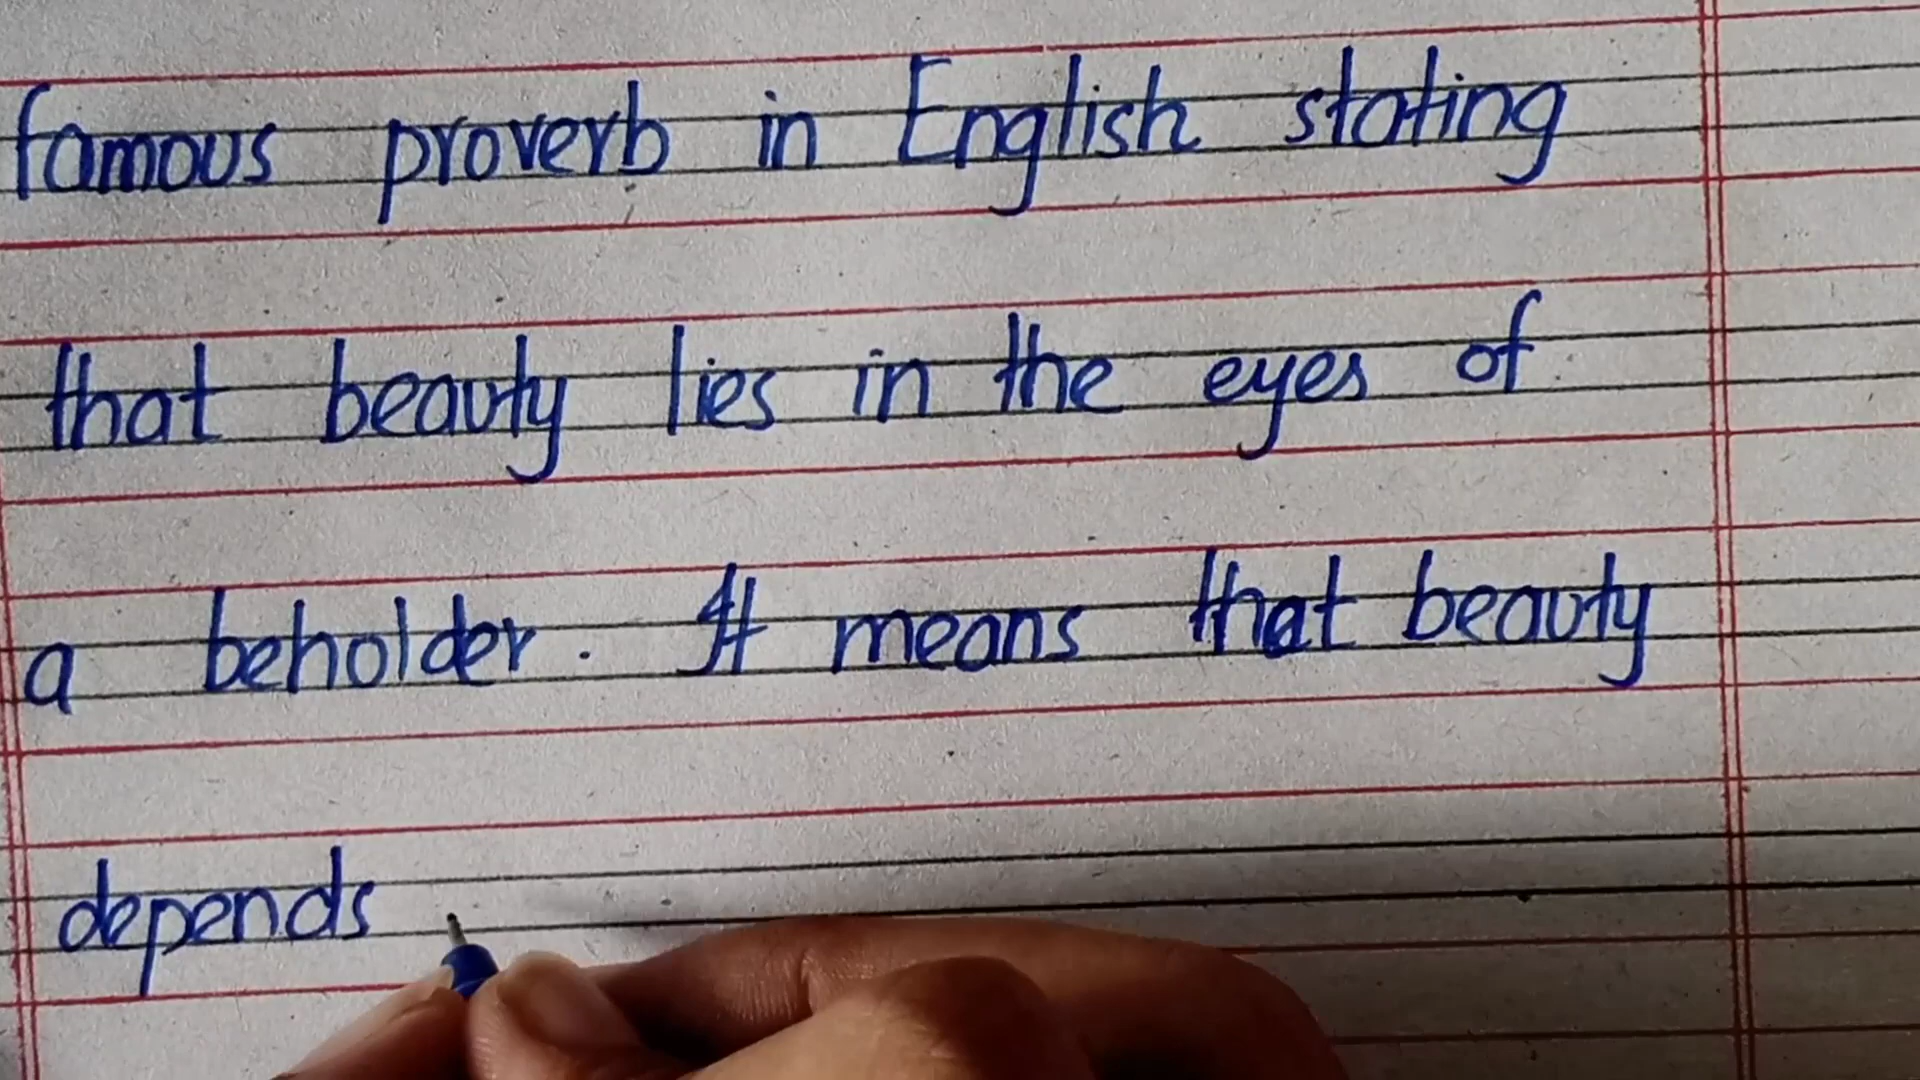 famous proverb in English stating
that beauty lies in the eyes of
a beholder. It means that beauty
depends